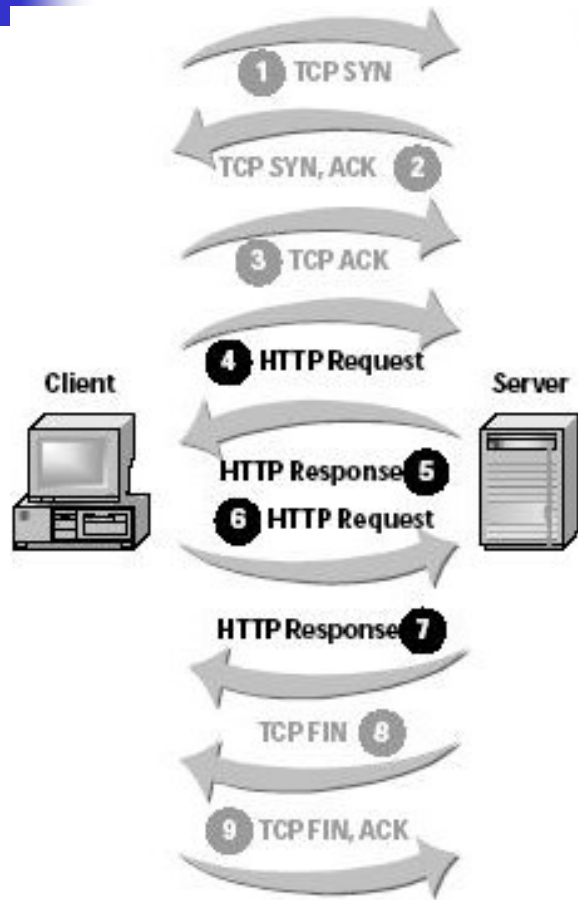 1 TCP SYN
TCP SYN, ACK 2
3 TCP ACK
4 HTTP Request
Client
Server
HTTP Response 5
6 HTTP Request
HTTP Response 7
TCP FIN 8
9 TCP FIN, ACK